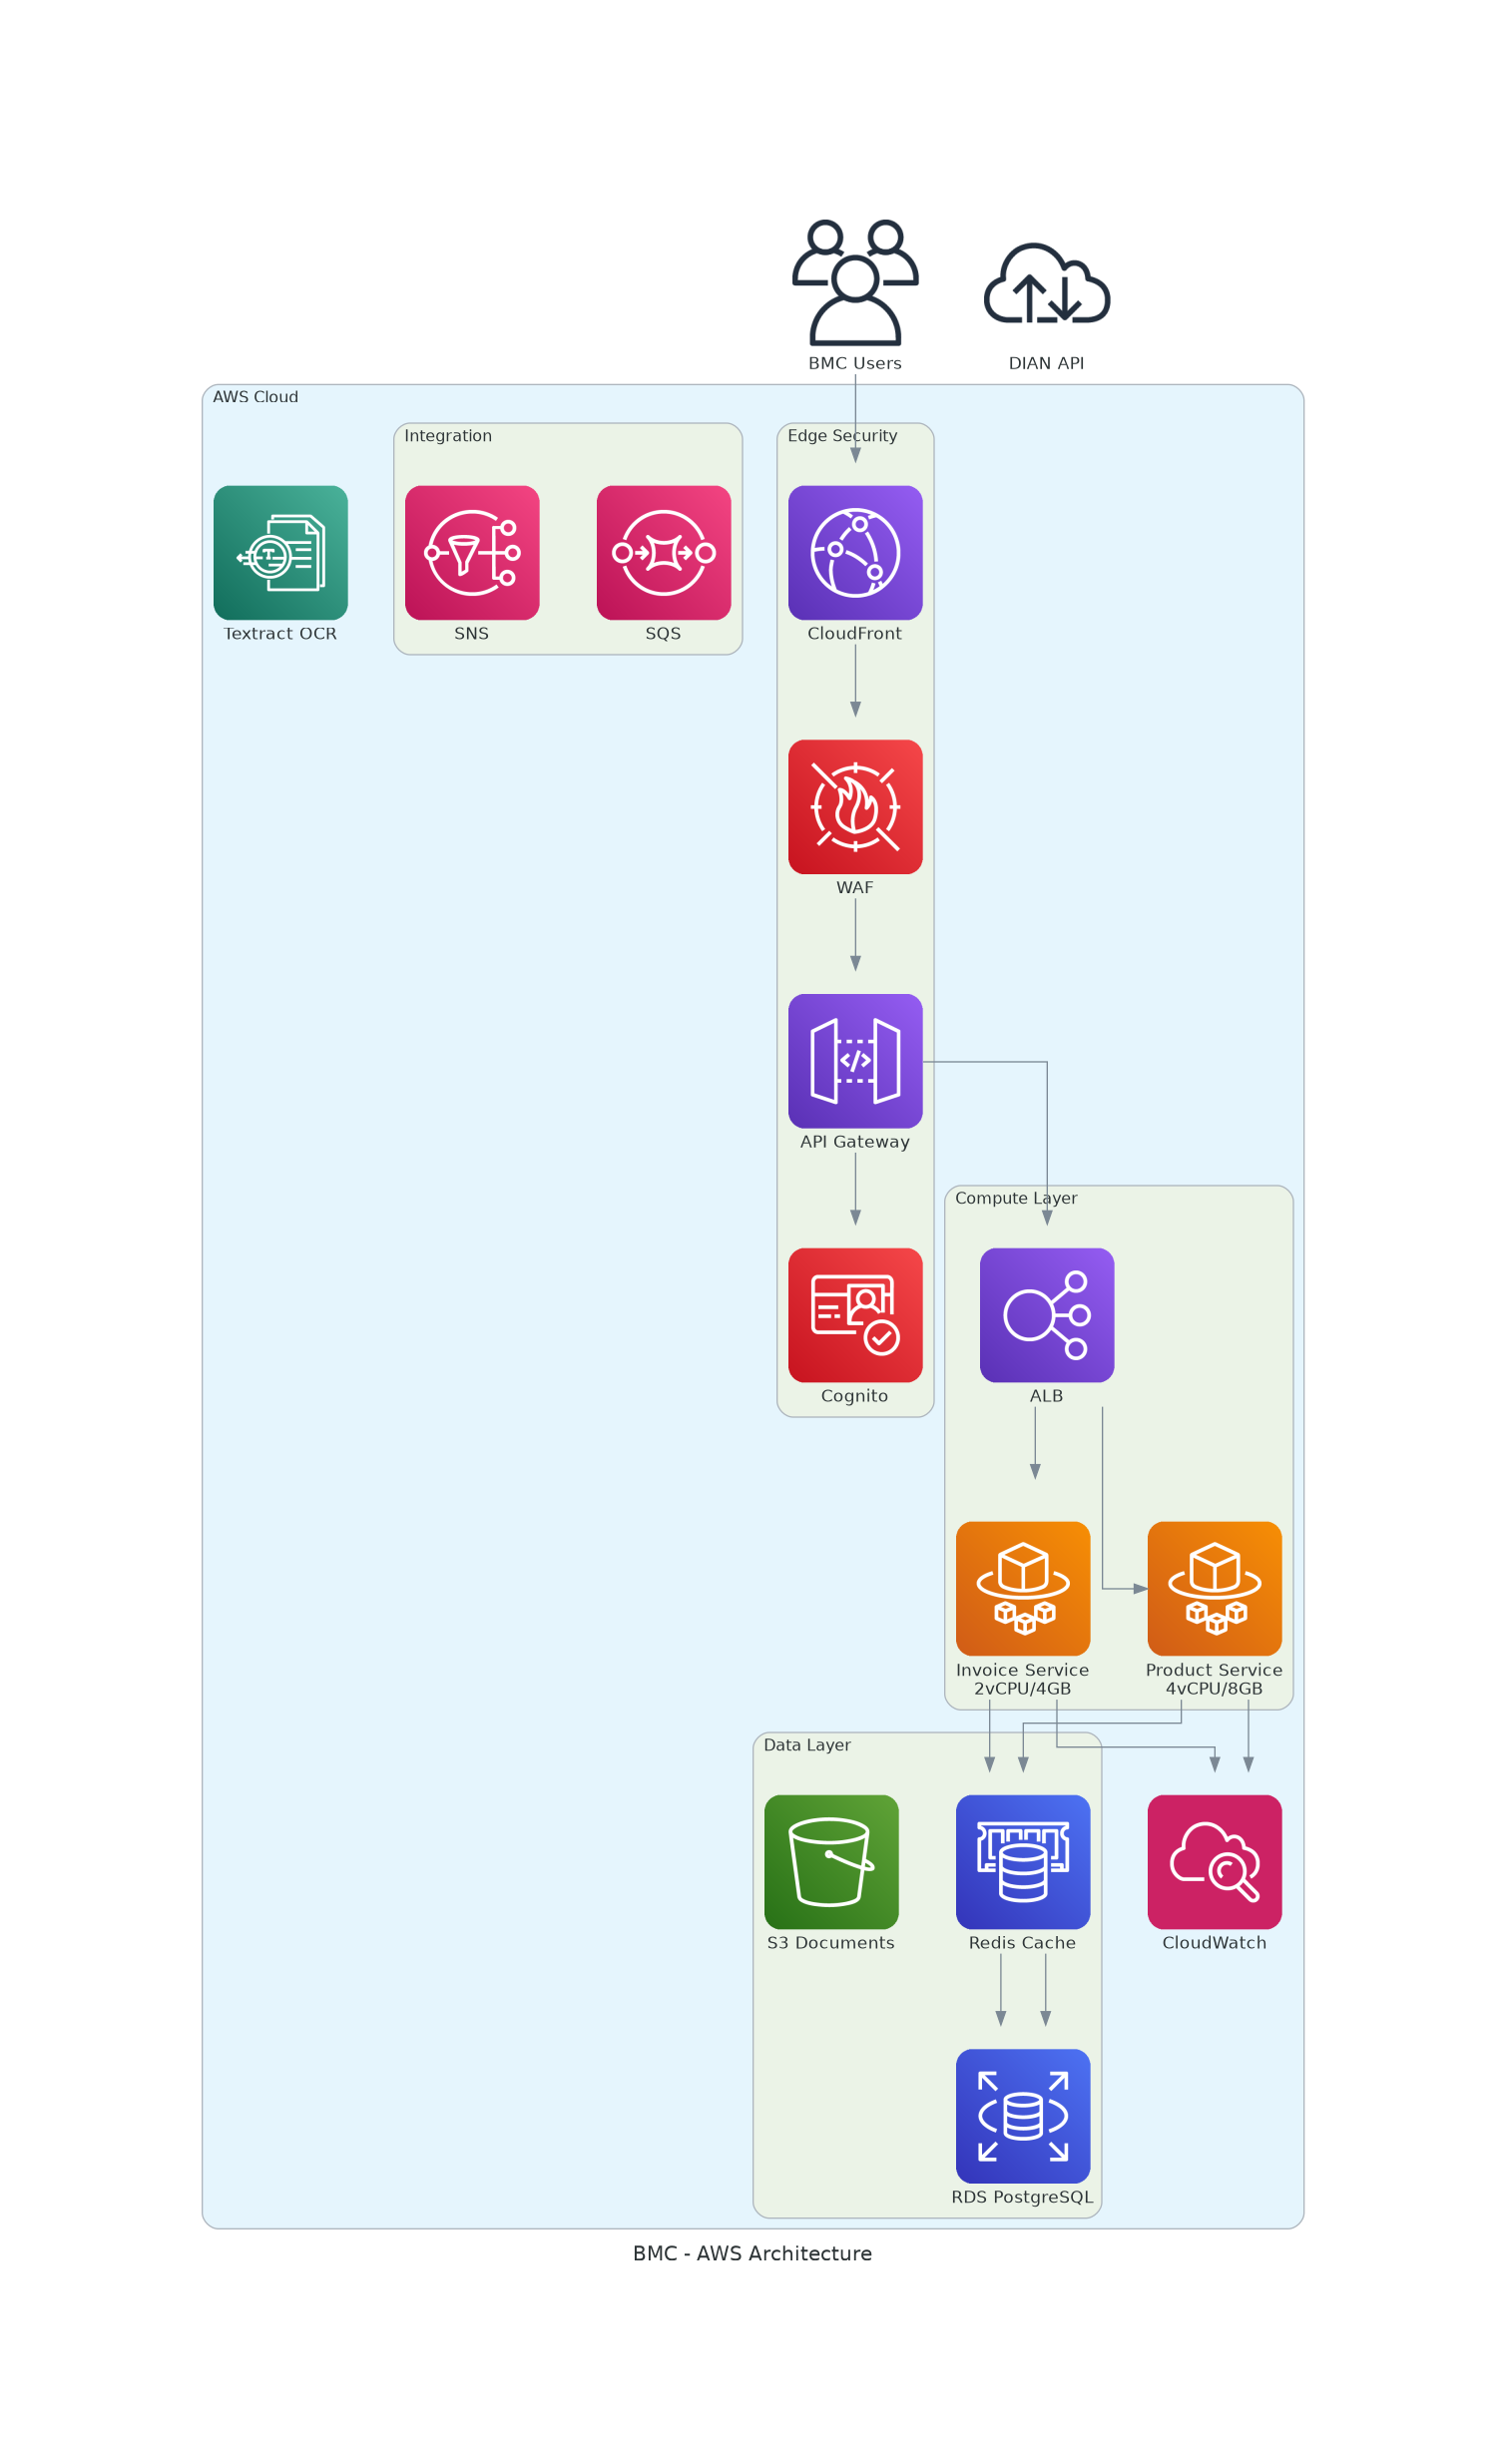 BMC Users
DIAN API
AWS Cloud
Integration
Edge Security
Textract OCR
SNS
SQS
CloudFront
WAF
API Gateway
Compute Layer
Cognito
ALB
Invoice Service
2vCPU/4GB
Product Service
4vCPU/8GB
Data Layer
S3 Documents
Redis Cache
CloudWatch
RDS PostgreSQL
BMC - AWS Architecture